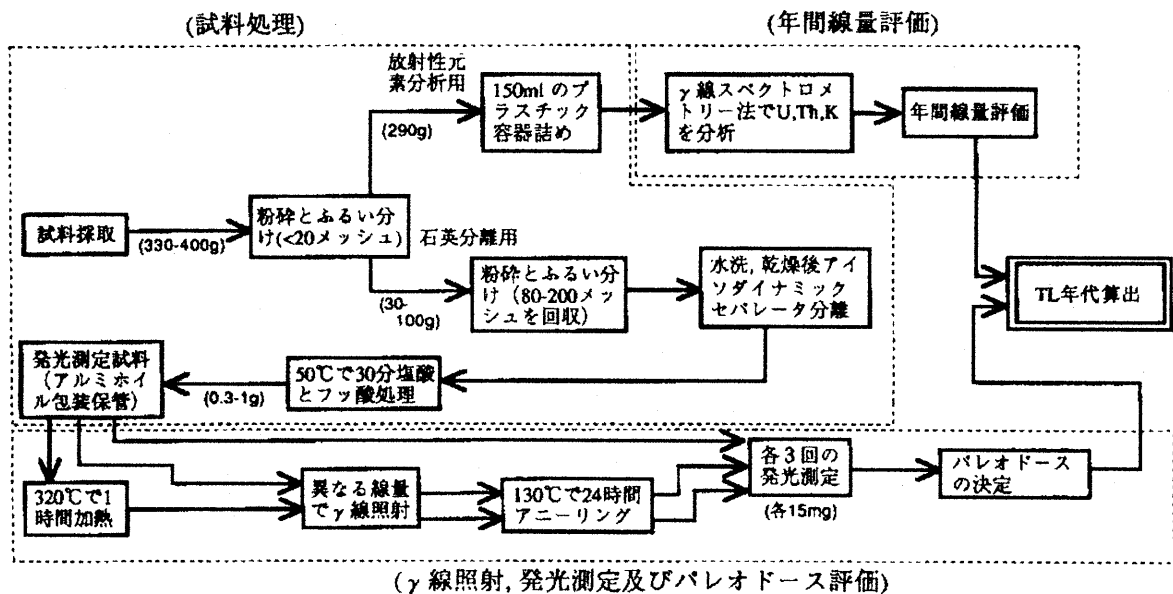 (試料処理)
(年間線量評価)
放射性元
素分析用
(290g)
150mlのプ
ラスチック
容器詰め
γ線スペクトロメ
トリー法でU,Th,K
を分析
年間線量評価
試料採取
(330-400g)
粉砕とふるい分
け(<20メッシュ)
石英分離用
(30-
100g)
粉砕とふるい分
け（80-200メッ
シュを回収）
水洗,乾燥後アイ
ソダイナミック
セパレータ分離
TL年代算出
発光測定試料
（アルミホイ
ル包装保管）
(0.3-1g)
50℃で30分塩酸
とフッ酸処理
320℃で1
時間加熱
異なる線量
でγ線照射
130℃で24時間
アニーリング
各3回の
発光測定
(各15mg)
パレオドース
の決定
(γ線照射,発光測定及びパレオドース評価)